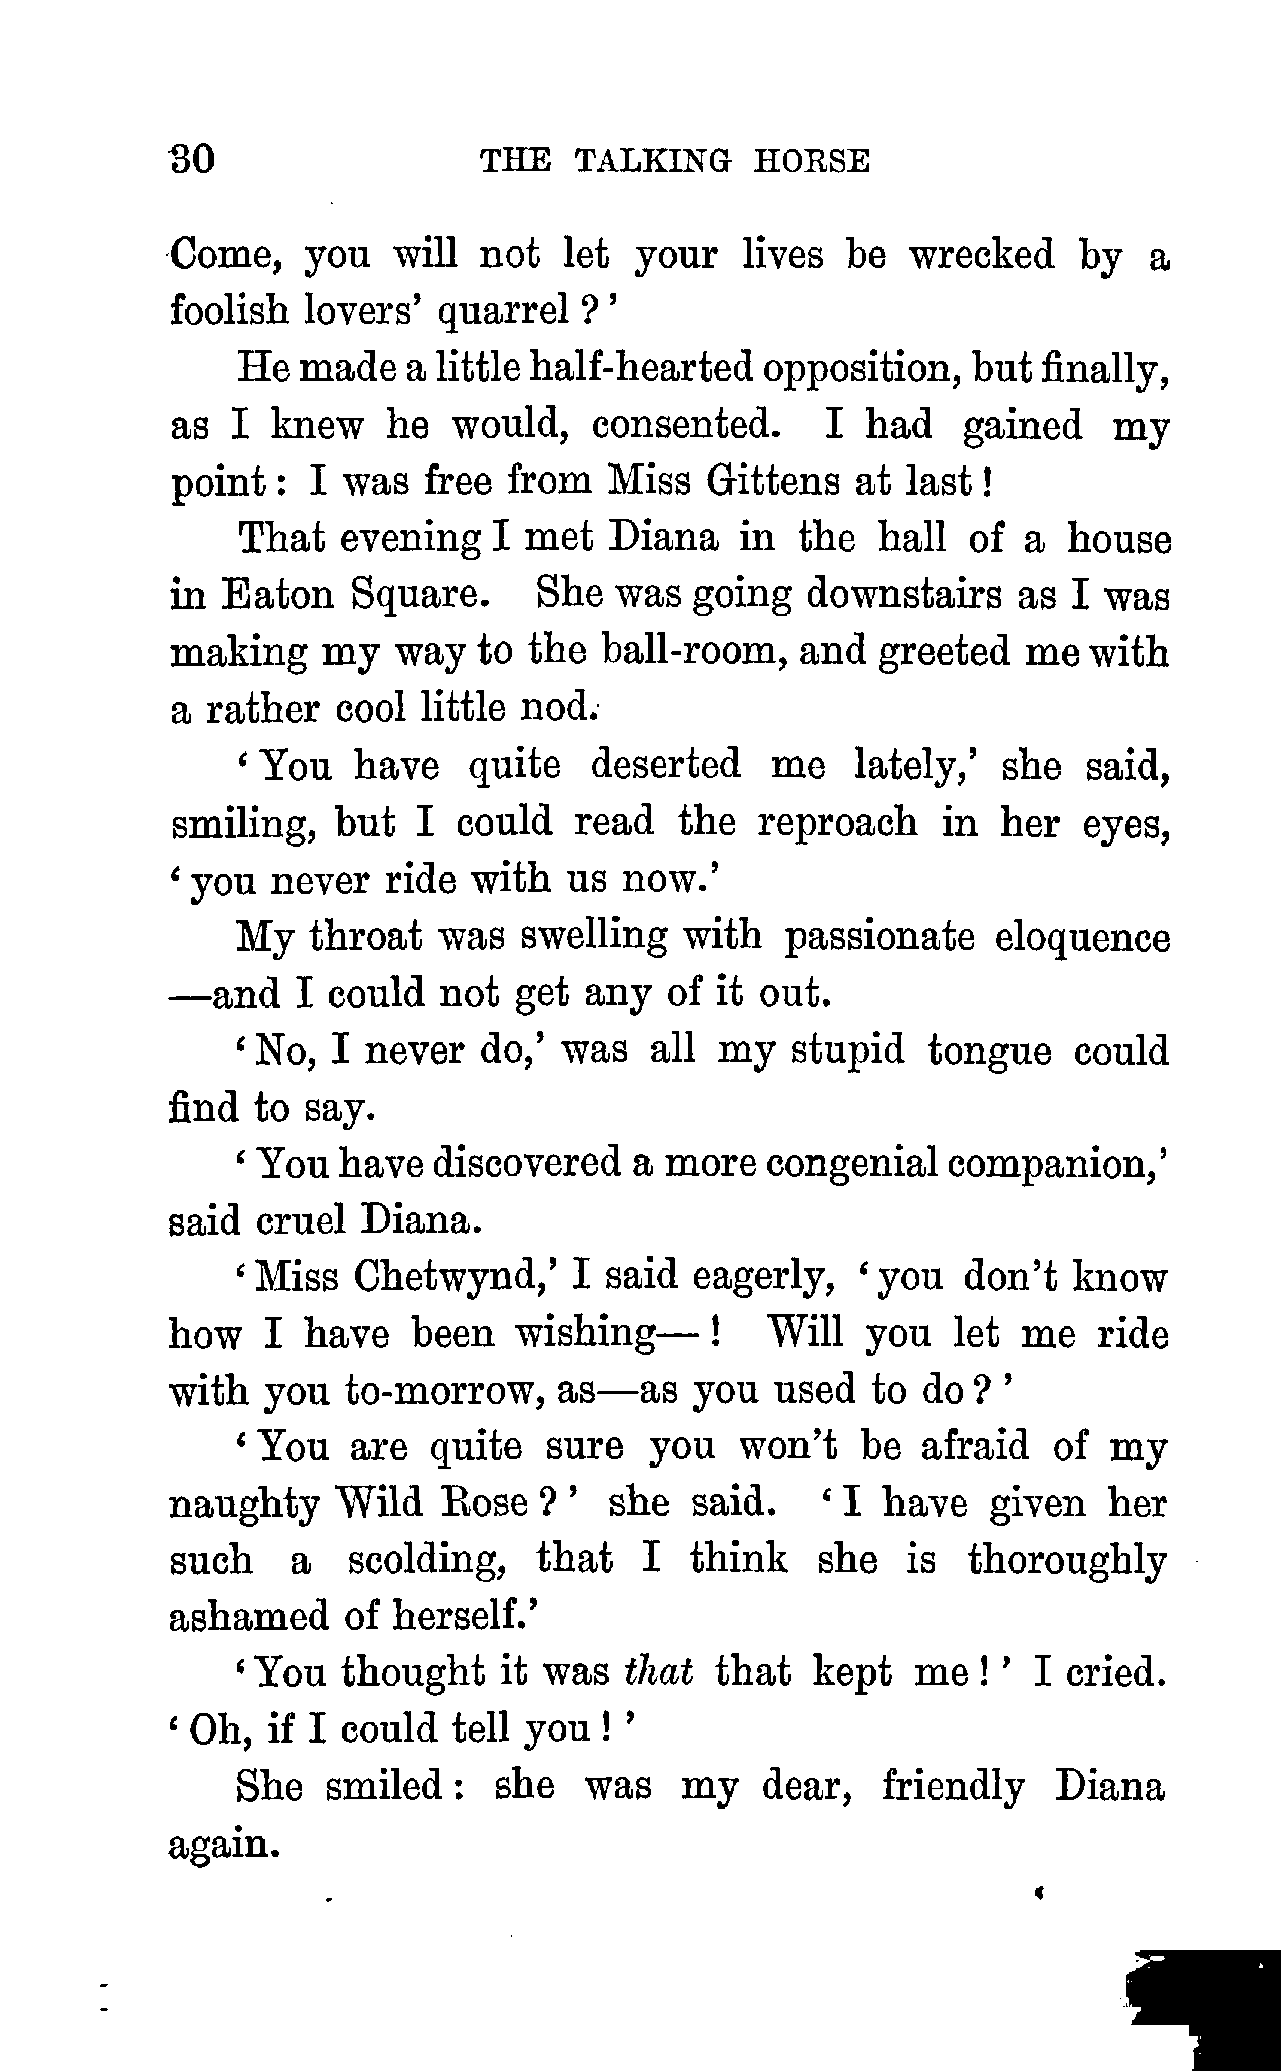 30 THE TALKING HORSE
Come, you will not let your lives be wrecked by a
foolish lovers' quarrel ? '
He made a little half-hearted opposition, but finally,
as I knew he would, consented. I had gained my
point : I was free from Miss Gittens at last !
That evening I met Diana in the hall of a house
in Eaton Square. She was going downstairs as I was
making my way to the ball-room, and greeted me with
a rather cool little nod.
‘ You have quite deserted me lately,’ she said,
smiling, but I could read the reproach in her eyes,
‘ you never ride with us now.’
My throat was swelling with passionate eloquence
—and I could not get any of it out.
‘ No, I never do,’ was all my stupid tongue could
find to say.
‘ You have discovered a more congenial companion,’
said cruel Diana.
‘ Miss Chetwynd,’ I said eagerly, ‘ you don’t know
how I have been wishing— ! Will you let me ride
with you to-morrow, as—as you used to do ? ’
‘ You are quite sure you won’t be afraid of my
naughty Wild Rose ? ’ she said. ‘ I have given her
such a scolding, that I think she is thoroughly
ashamed of herself.’
‘ You thought it was that that kept me ! ’ I cried.
‘ Oh, if I could tell you ! ’
She smiled : she was my dear, friendly Diana
again.